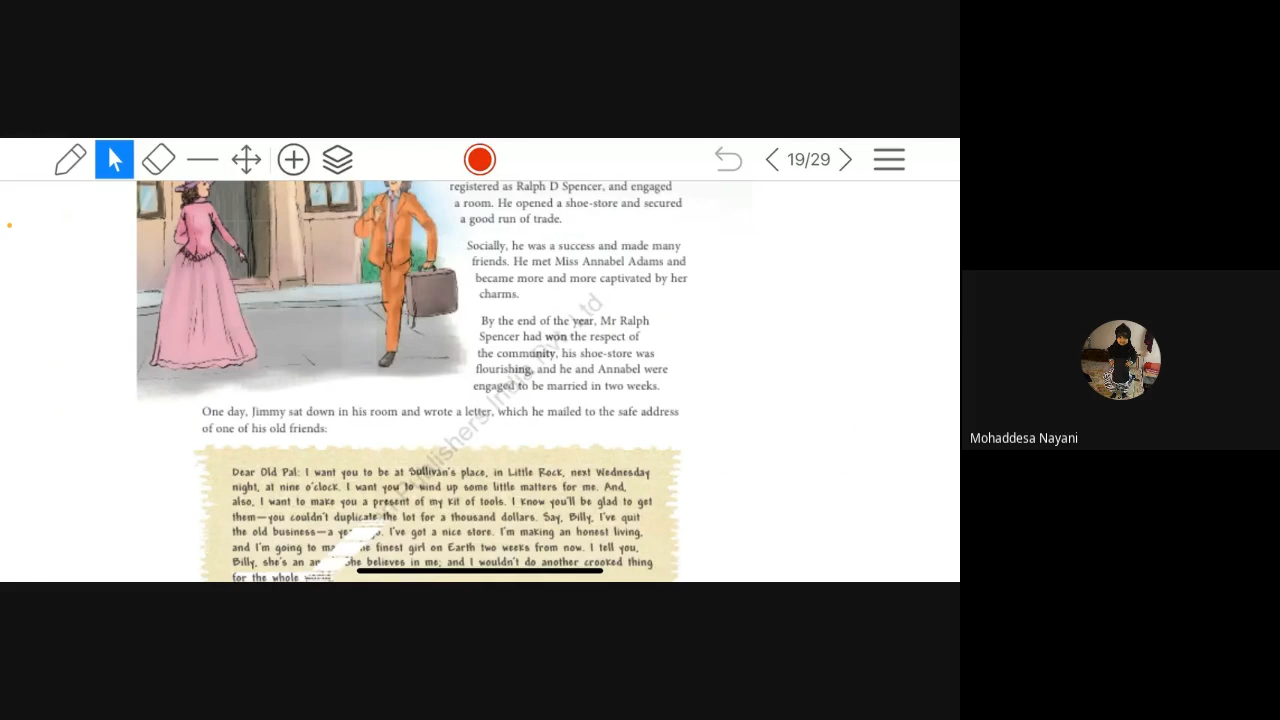 19/29
registered as Ralph D Spencer, and engaged
a room. He opened a shoe-store and secured
a good run of trade.
Socially, he was a success and made many
friends. He met Miss Annabel Adams and
became more and more captivated by her
charms.
By the end of the year, Mr Ralph
Spencer had won the respect of
the community, his shoe-store was
flourishing, and he and Annabel were
engaged to be married in two weeks.
One day, Jimmy sat down in his room and wrote a letter, which he mailed to the safe address
of one of his old friends:
Dear Old Pal: I want you to be at Sullivan's place, in Little Rock, next Wednesday
night, at nine o'clock. I want you to wind up some little matters for me. And,
also, I want to make you a present of my kit of tools. I know you'll be glad to get
them—you couldn't duplicate the lot for a thousand dollars. Say, Billy, I've quit
the old business—a I've got a nice store. I'm making an honest living,
and I'm going to finest girl on Earth two weeks from now. I tell you,
Billy, she's an believes in me; and I wouldn't do another crooked thing
for the whole
Publishers India Pvt Ltd
Mohaddesa Nayani